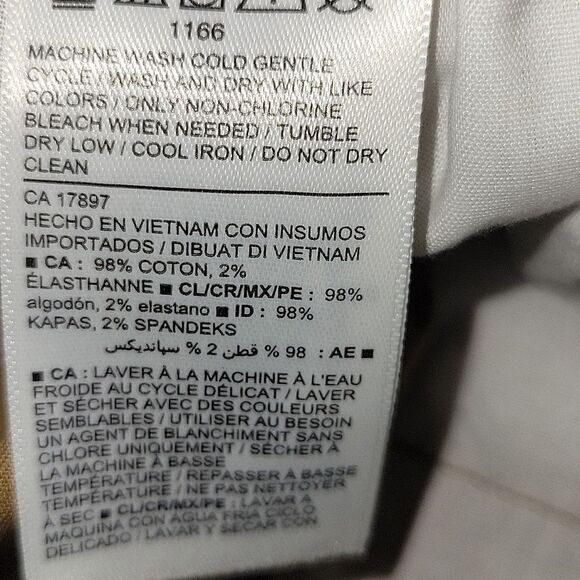 1166
MACHINE WASH COLD GENTLE
CYCLE / WASH AND DRY WITH LIKE
COLORS / ONLY NON-CHLORINE
BLEACH WHEN NEEDED / TUMBLE
DRY LOW / COOL IRON / DO NOT DRY
CLEAN
CA 17897
HECHO EN VIETNAM CON INSUMOS
IMPORTADOS / DIBUAT DI VIETNAM
■ CA : 98% COTON, 2%
ÉLASTHANNE ■ CL/CR/MX/PE : 98%
algodón, 2% elastano ■ ID : 98%
KAPAS, 2% SPANDEKS
■ AE : 98 % قطن 2 % سپاندیکس
■ CA : LAVER À LA MACHINE À L'EAU
FROIDE AU CYCLE DÉLICAT / LAVER
ET SÉCHER AVEC DES COULEURS
SEMBLABLES / UTILISER AU BESOIN
UN AGENT DE BLANCHIMENT SANS
CHLORE UNIQUEMENT / SÉCHER À
LA MACHINE À BASSE
TEMPÉRATURE / REPASSER À BASSE
TEMPÉRATURE / NE PAS NETTOYER
À SEC ■ CL/CR/MX/PE : LAVAR A
MAQUINA CON AGUA FRIA CICLO
DELICADO / LAVAR Y SECAR CON